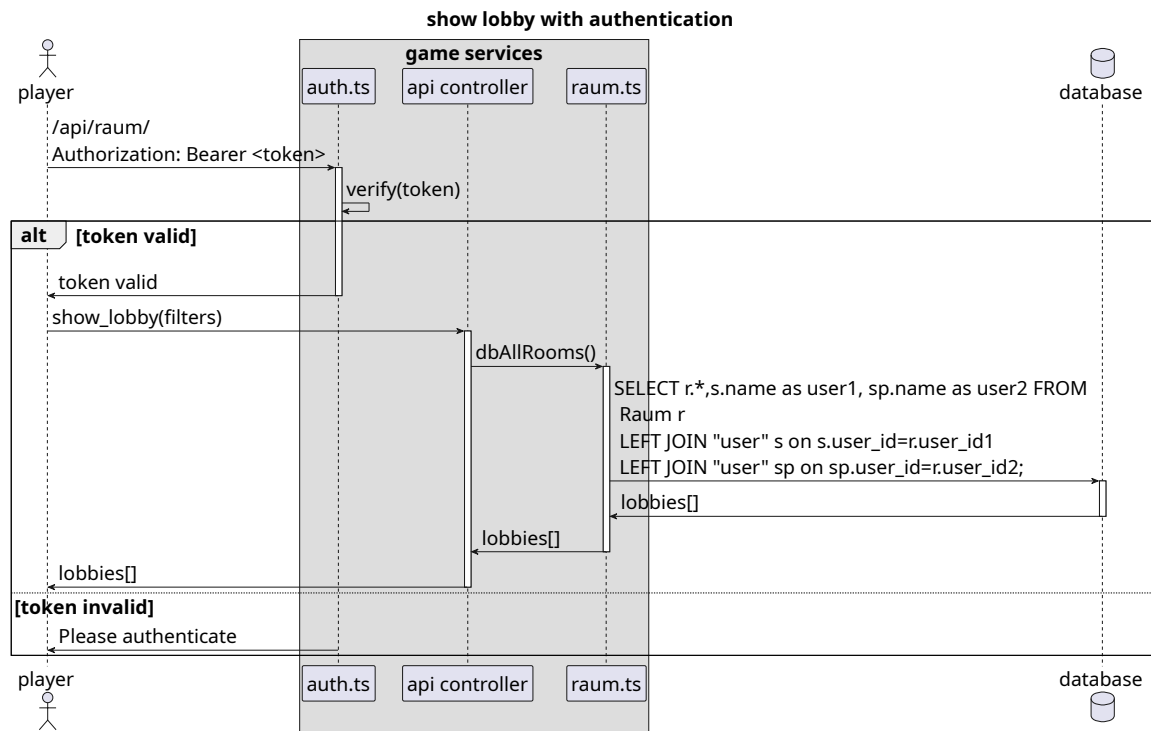 show lobby with authentication
game services
player
auth.ts
api controller
raum.ts
database
/api/raum/
Authorization: Bearer <token>
verify(token)
alt
[token valid]
token valid
show_lobby(filters)
dbAllRooms()
SELECT r.*,s.name as user1, sp.name as user2 FROM
Raum r
LEFT JOIN "user" s on s.user_id=r.user_id1
LEFT JOIN "user" sp on sp.user_id=r.user_id2;
lobbies[]
lobbies[]
lobbies[]
[token invalid]
Please authenticate
player
auth.ts
api controller
raum.ts
database